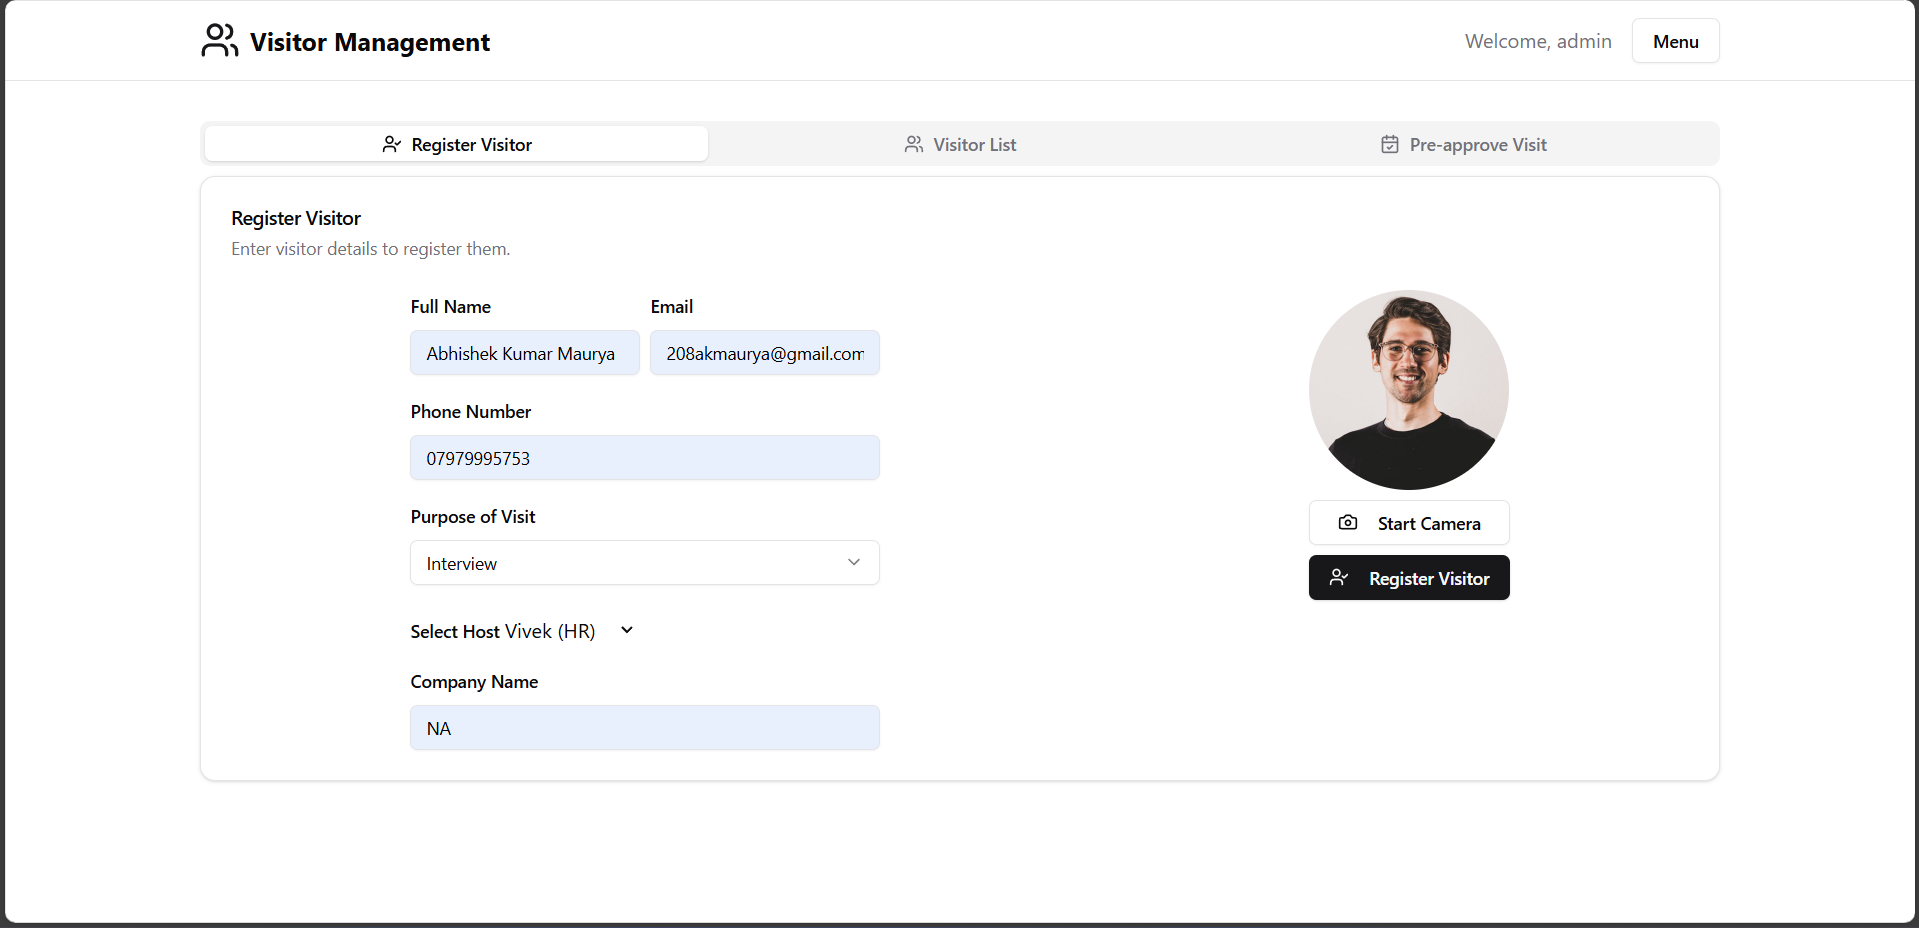 Visitor Management
Welcome, admin
Menu
Register Visitor
Visitor List
Pre-approve Visit
Register Visitor
Enter visitor details to register them.
Full Name
Email
Abhishek Kumar Maurya
208akmaurya@gmail.com
Phone Number
07979995753
Purpose of Visit
Interview
Select Host Vivek (HR)
Company Name
NA
Start Camera
Register Visitor